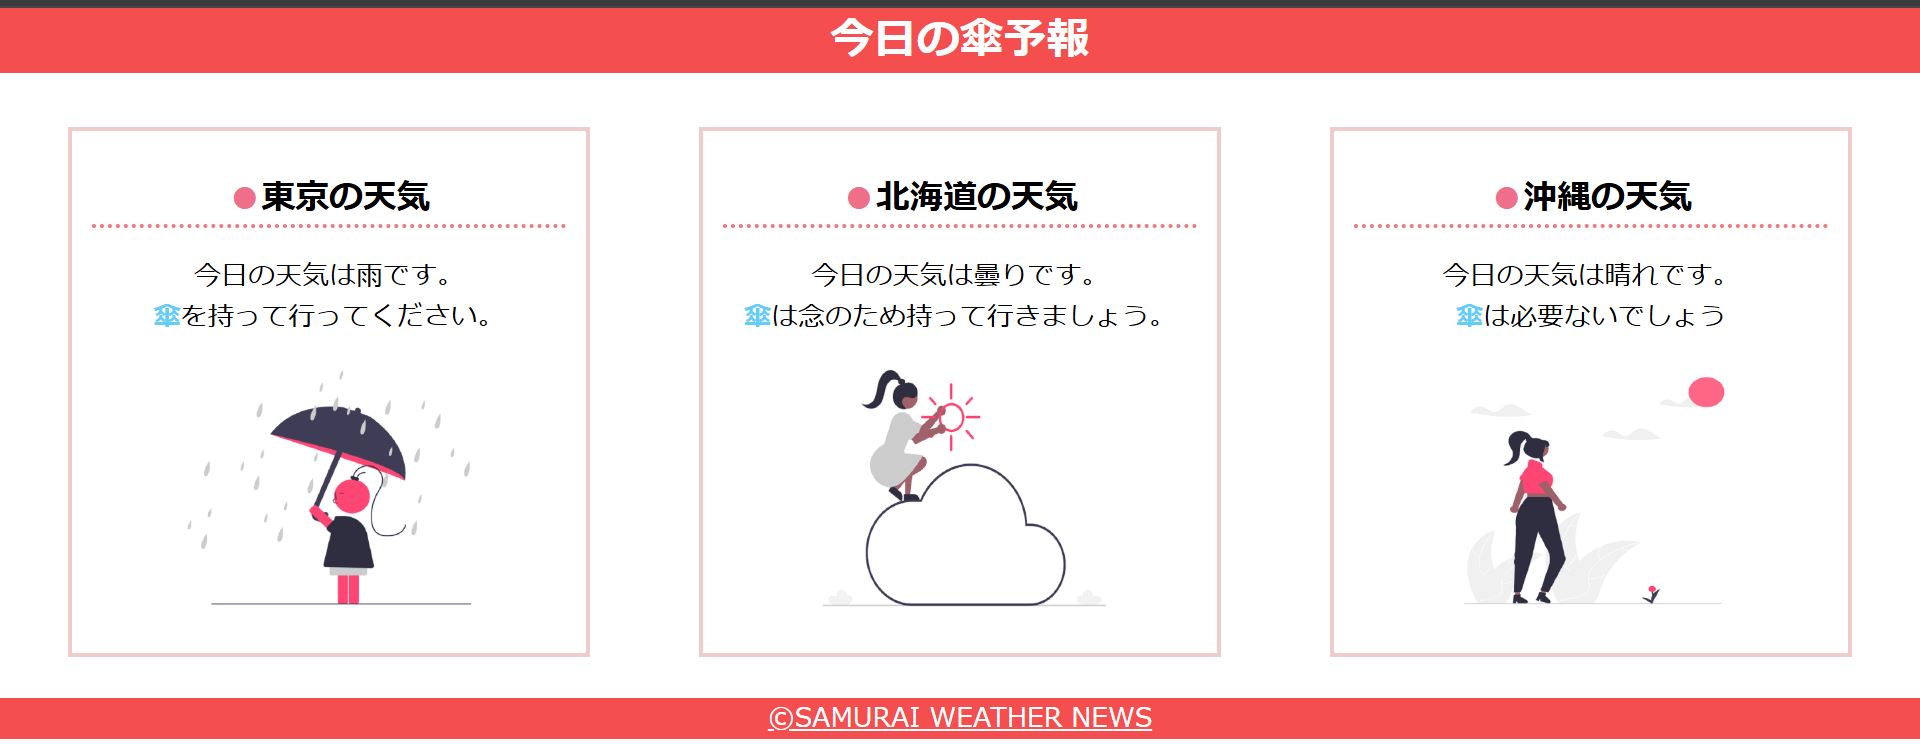 今日の傘予報
●東京の天気
今日の天気は雨です。
傘を持って行ってください。
●北海道の天気
今日の天気は曇りです。
傘は念のため持って行きましょう。
●沖縄の天気
今日の天気は晴れです。
傘は必要ないでしょう
©SAMURAI WEATHER NEWS